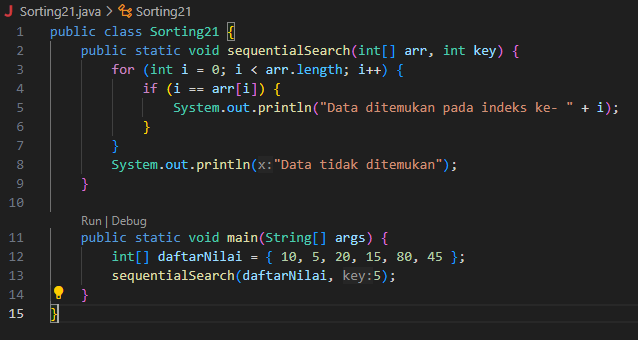 Sorting21.java > Sorting21
1 public class Sorting21 {
2     public static void sequentialSearch(int[] arr, int key) {
3         for (int i = 0; i < arr.length; i++) {
4             if (i == arr[i]) {
5                 System.out.println("Data ditemukan pada indeks ke- " + i);
6             }
7         }
8         System.out.println(x:"Data tidak ditemukan");
9     }
10
Run | Debug
11     public static void main(String[] args) {
12         int[] daftarNilai = { 10, 5, 20, 15, 80, 45 };
13         sequentialSearch(daftarNilai, key:5);
14     }
15 }